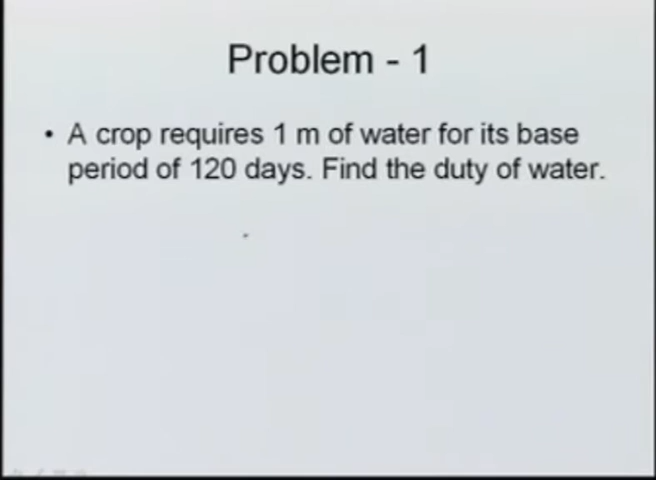 Problem - 1
• A crop requires 1 m of water for its base
period of 120 days. Find the duty of water.